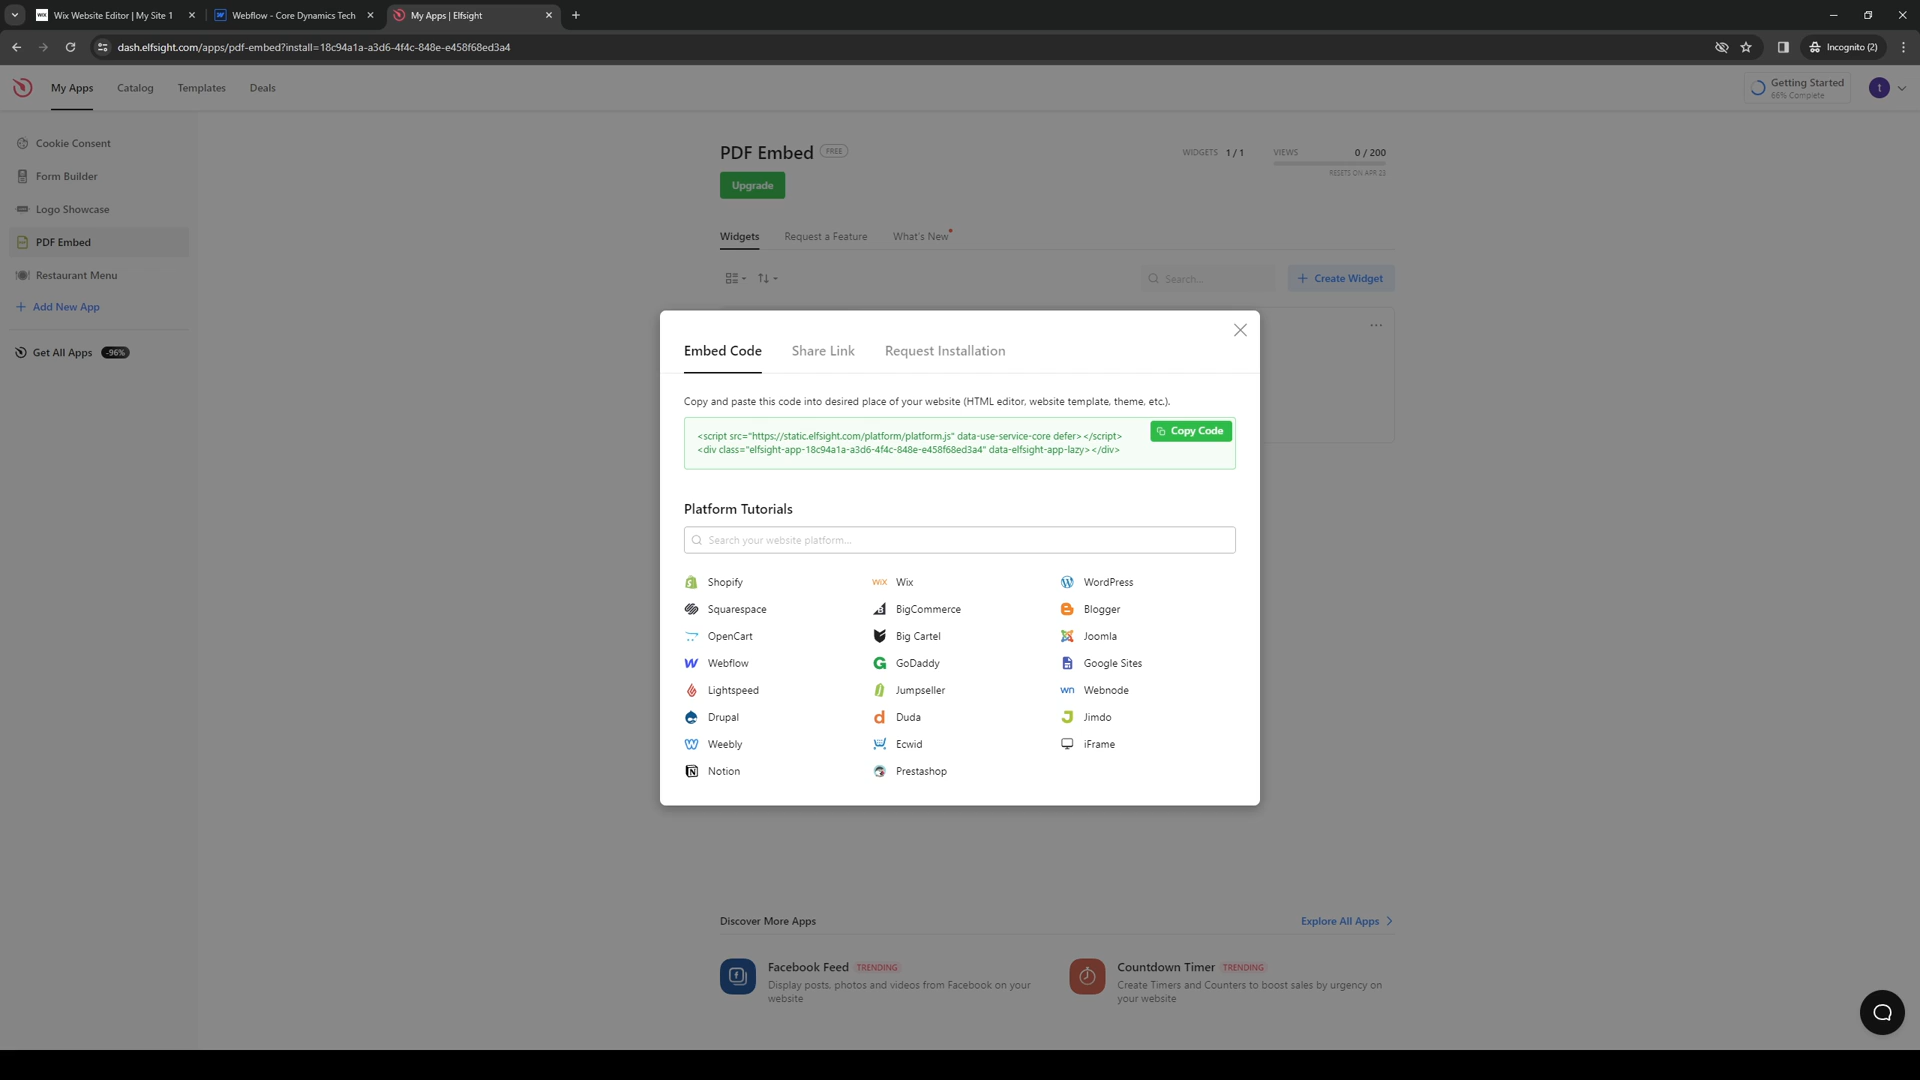 Wix Website Editor | My Site 1
Webflow - Core Dynamics Tech
My Apps | Elfsight
dash.elfsight.com/apps/pdf-embed?install=18c94a1a-a3d6-4f4c-848e-e458f68ed3a4
Incognito (2)
My Apps
Catalog
Templates
Deals
Getting Started
66% Complete
t
Cookie Consent
Form Builder
Logo Showcase
PDF Embed
Restaurant Menu
Add New App
Get All Apps -96%
PDF Embed FREE
WIDGETS 1 / 1
VIEWS 0 / 200
RESETS ON APR 23
Upgrade
Widgets
Request a Feature
What's New
Search...
Create Widget
Embed Code
Share Link
Request Installation
Copy and paste this code into desired place of your website (HTML editor, website template, theme, etc.).
<script src="https://static.elfsight.com/platform/platform.js" data-use-service-core defer></script>
<div class="elfsight-app-18c94a1a-a3d6-4f4c-848e-e458f68ed3a4" data-elfsight-app-lazy></div>
Copy Code
Platform Tutorials
Search your website platform...
Shopify
WiX Wix
WordPress
Squarespace
BigCommerce
Blogger
OpenCart
Big Cartel
Joomla
Webflow
GoDaddy
Google Sites
Lightspeed
Jumpseller
wn Webnode
Drupal
Duda
Jimdo
Weebly
Ecwid
iFrame
Notion
Prestashop
Discover More Apps
Explore All Apps
Facebook Feed TRENDING
Display posts, photos and videos from Facebook on your
website
Countdown Timer TRENDING
Create Timers and Counters to boost sales by urgency on
your website